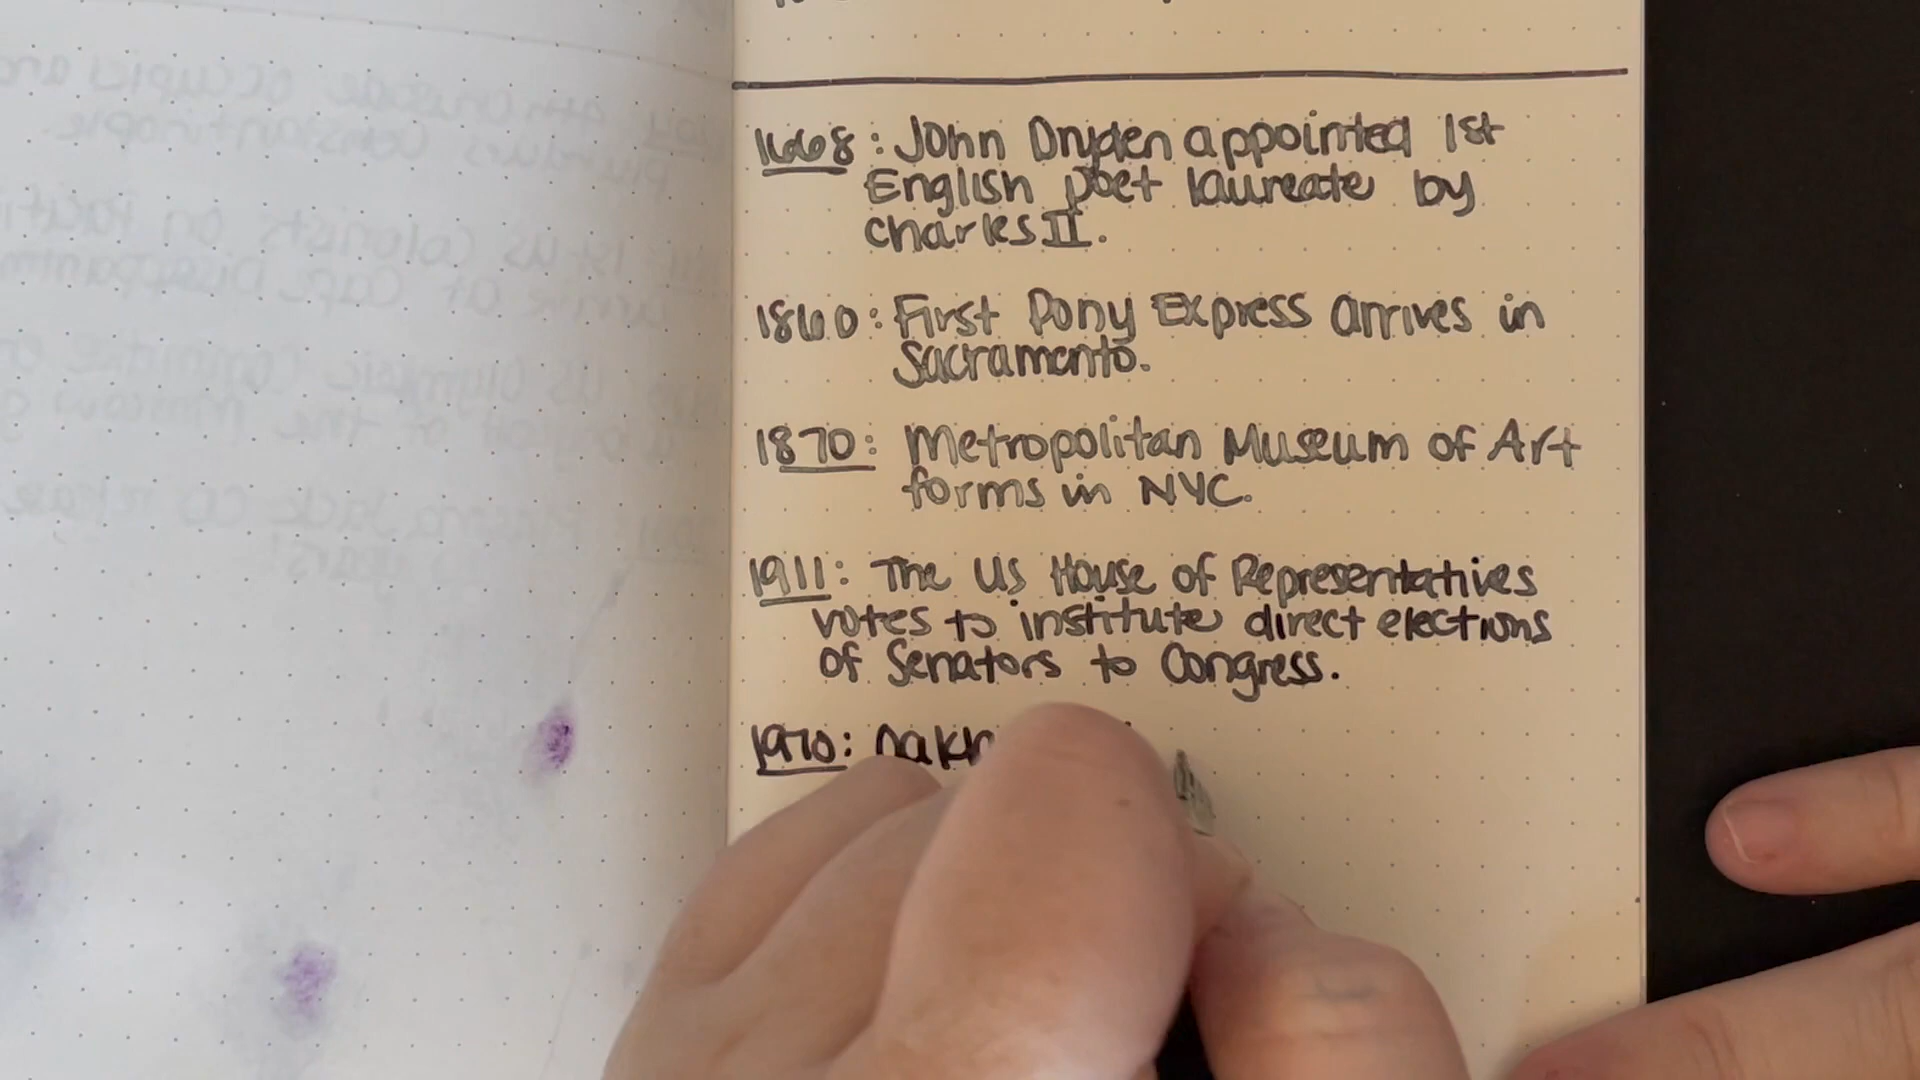 1668: John Dryden appointed 1st
English poet laureate by
Charles II.
1860: First Pony Express arrives in
Sacramento.
1870: Metropolitan Museum of Art
forms in NYC.
1911: The US House of Representatives
votes to institute direct elections
of Senators to Congress.
1970: